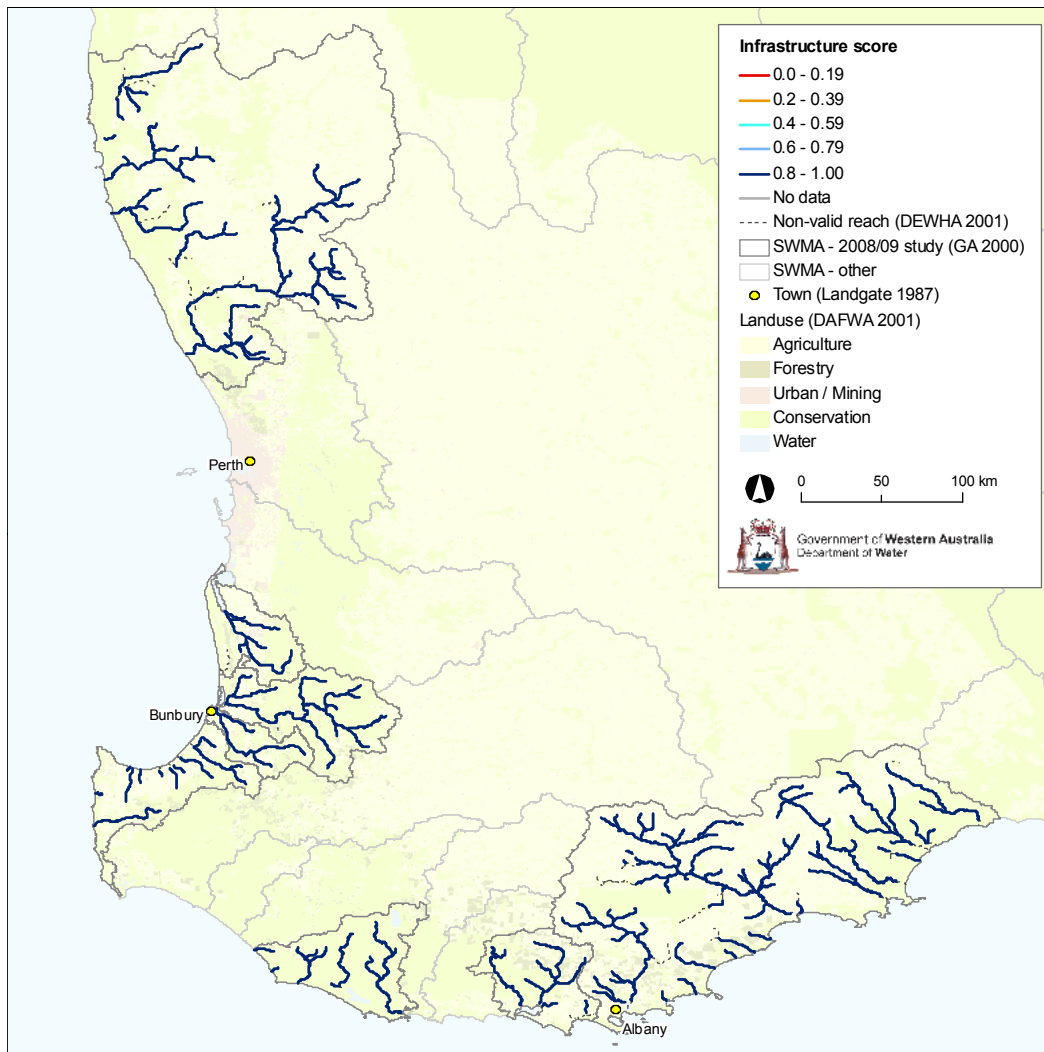 Infrastructure score
0.0 - 0.19
0.2 - 0.39
0.4 - 0.59
0.6 - 0.79
0.8 - 1.00
No data
Non-valid reach (DEWHA 2001)
SWMA - 2008/09 study (GA 2000)
SWMA - other
Town (Landgate 1987)
Landuse (DAFWA 2001)
Agriculture
Forestry
Urban / Mining
Conservation
Water
0 50 100 km
Government of Western Australia
Department of Water
Perth
Bunbury
Albany